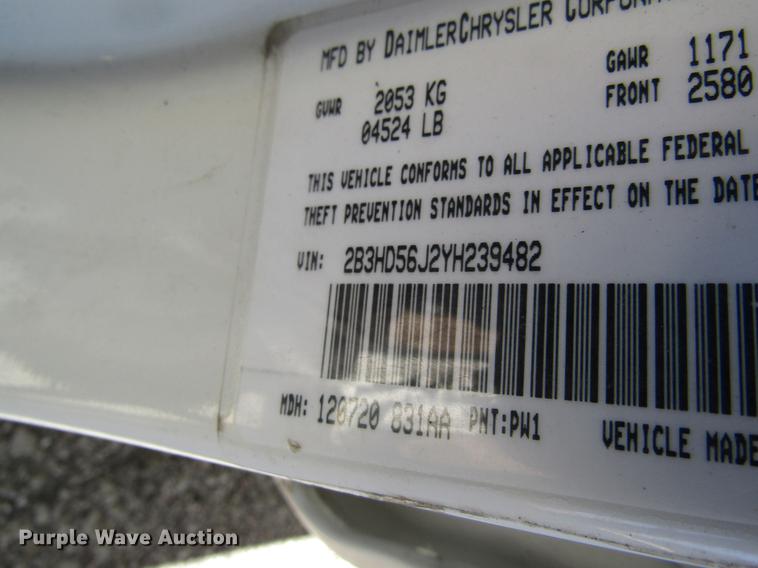 MFD BY DAIMLERCHRYSLER
GVWR 2053 KG
04524 LB
GAWR 1171
FRONT 2580
THIS VEHICLE CONFORMS TO ALL APPLICABLE FEDERAL
THEFT PREVENTION STANDARDS IN EFFECT ON THE DATE
VIN: 2B3HD56J2YH239482
MDH: 120720 831AA PNT:PW1
VEHICLE MADE
Purple Wave Auction